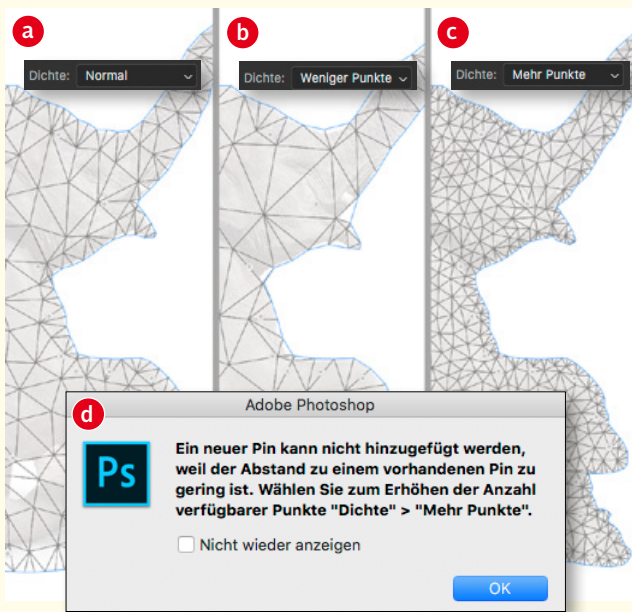 a
Dichte: Normal
b
Dichte: Weniger Punkte
c
Dichte: Mehr Punkte
d
Adobe Photoshop
Ps
Ein neuer Pin kann nicht hinzugefügt werden,
weil der Abstand zu einem vorhandenen Pin zu
gering ist. Wählen Sie zum Erhöhen der Anzahl
verfügbarer Punkte "Dichte" > "Mehr Punkte".
Nicht wieder anzeigen
OK